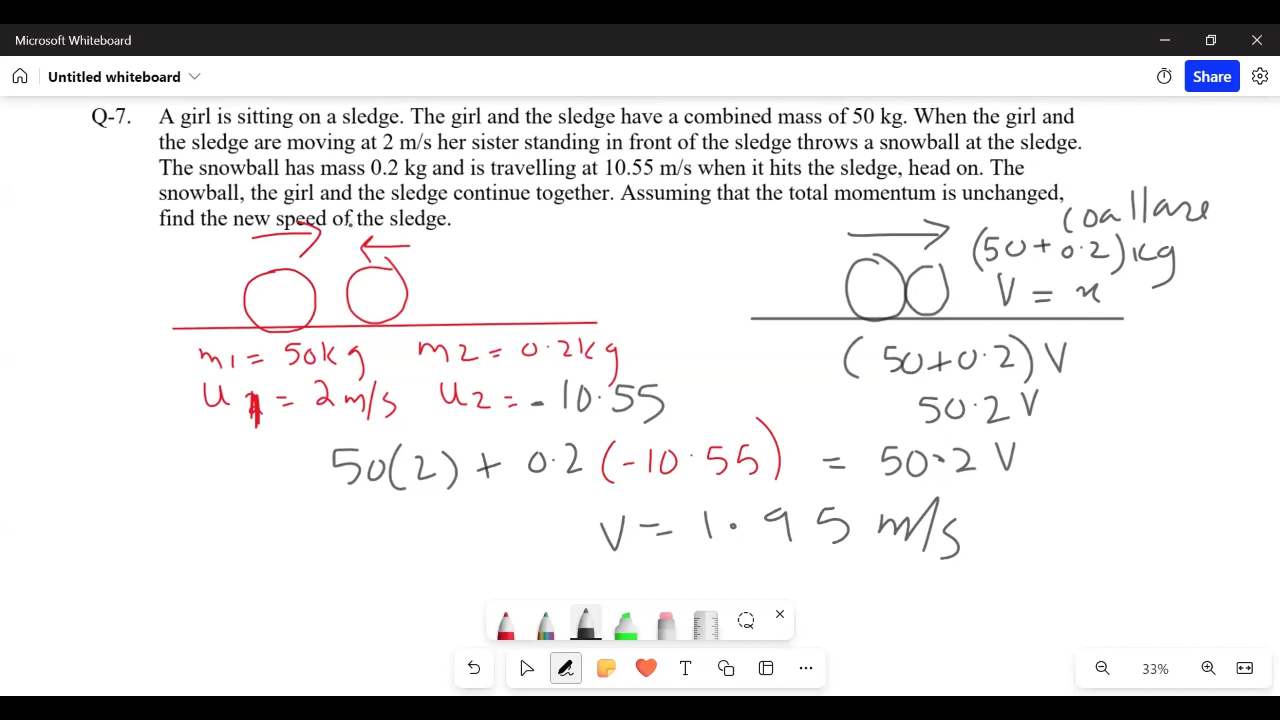 Microsoft Whiteboard
Untitled whiteboard
Share
Q-7. A girl is sitting on a sledge. The girl and the sledge have a combined mass of 50 kg. When the girl and
the sledge are moving at 2 m/s her sister standing in front of the sledge throws a snowball at the sledge.
The snowball has mass 0.2 kg and is travelling at 10.55 m/s when it hits the sledge, head on. The
snowball, the girl and the sledge continue together. Assuming that the total momentum is unchanged,
find the new speed of the sledge.
(50+0.2)kg
V = x
m1 = 50kg m2 = 0.2kg
(50+0.2)V
u1 = 2m/s u2 = -10.55
50.2V
50(2) + 0.2(-10.55) = 50.2V
V = 1.95 m/s
33%